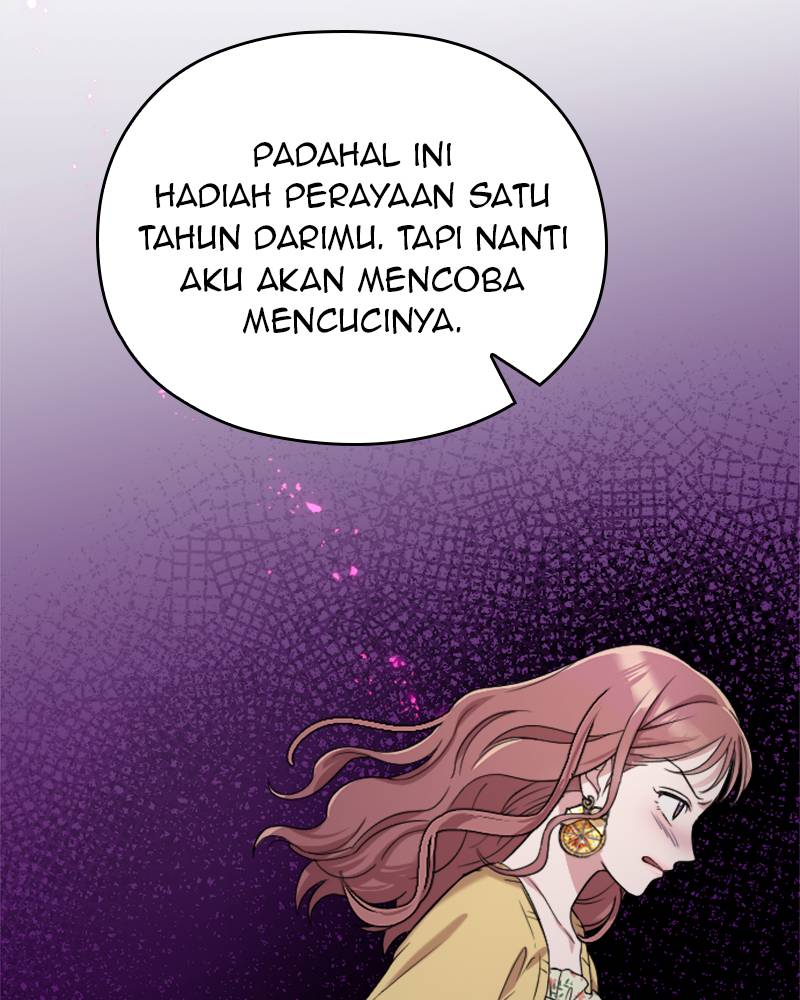 PADAHAL INI
HADIAH PERAYAAN SATU
TAHUN DARIMU. TAPI NANTI
AKU AKAN MENCOBA
MENCUCINYA.